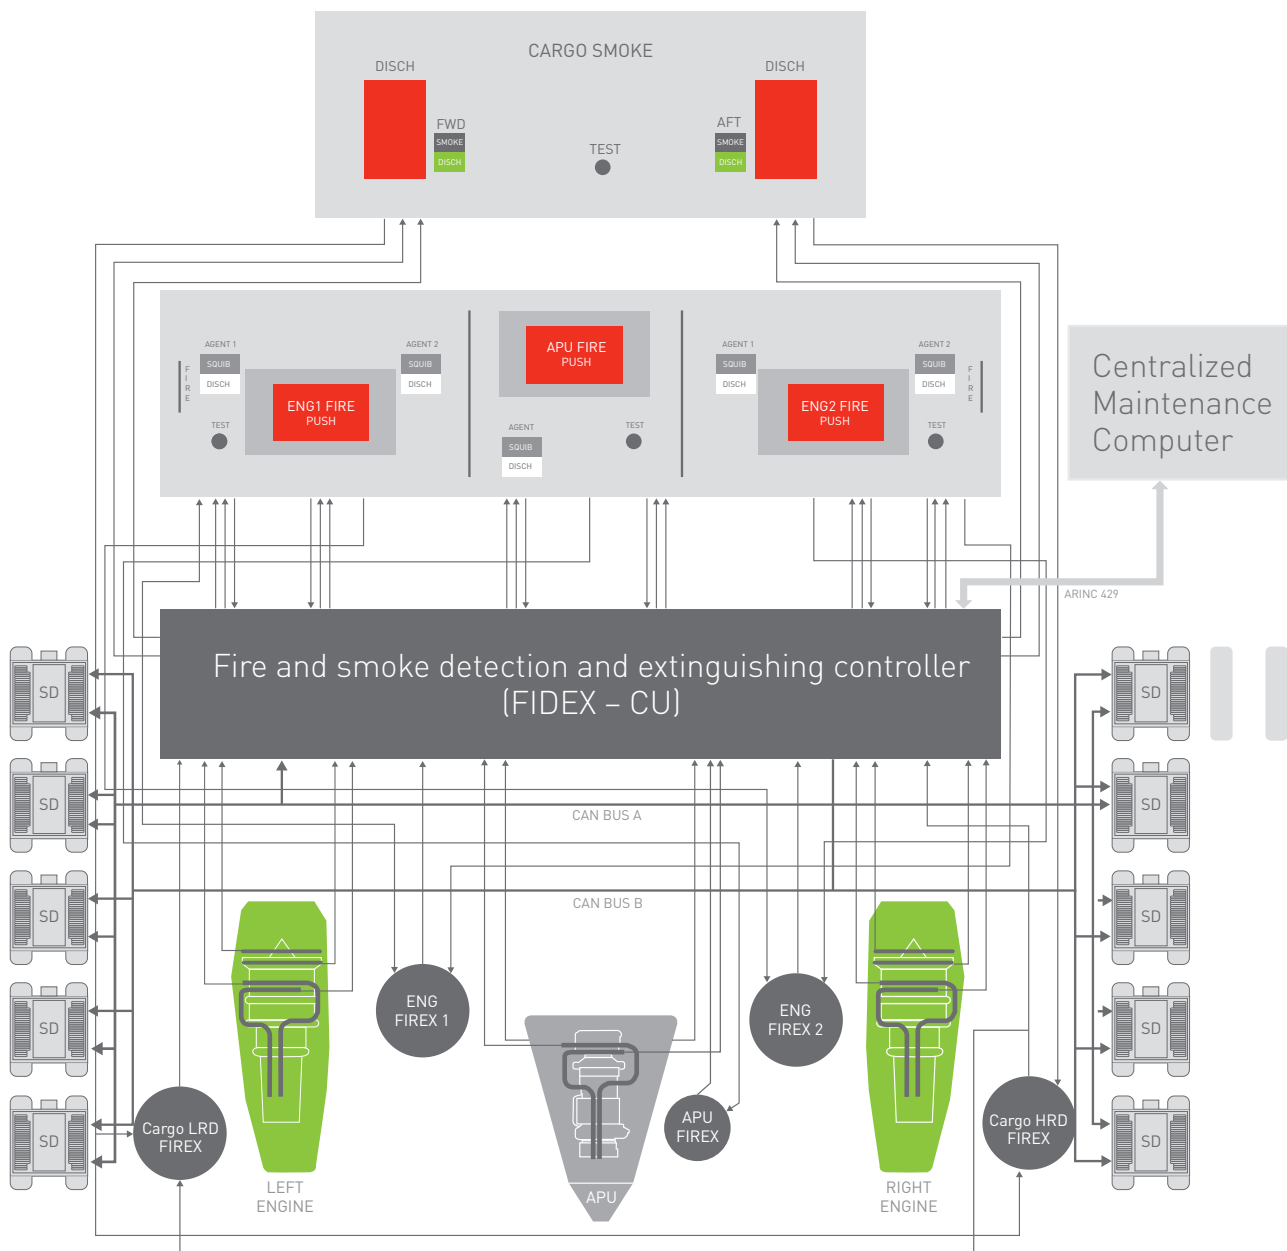 CARGO SMOKE
DISCH
DISCH
FWD
SMOKE
DISCH
TEST
AFT
SMOKE
DISCH
FIRE
AGENT 1
SQUIB
DISCH
TEST
ENG1 FIRE
PUSH
AGENT 2
SQUIB
DISCH
APU FIRE
PUSH
AGENT
SQUIB
DISCH
TEST
AGENT 1
SQUIB
DISCH
ENG2 FIRE
PUSH
AGENT 2
SQUIB
DISCH
TEST
FIRE
Centralized
Maintenance
Computer
ARINC 429
Fire and smoke detection and extinguishing controller
(FIDEX – CU)
SD
SD
SD
SD
SD
SD
SD
SD
SD
SD
CAN BUS A
CAN BUS B
ENG
FIREX 1
ENG
FIREX 2
Cargo LRD
FIREX
APU
FIREX
Cargo HRD
FIREX
LEFT
ENGINE
APU
RIGHT
ENGINE